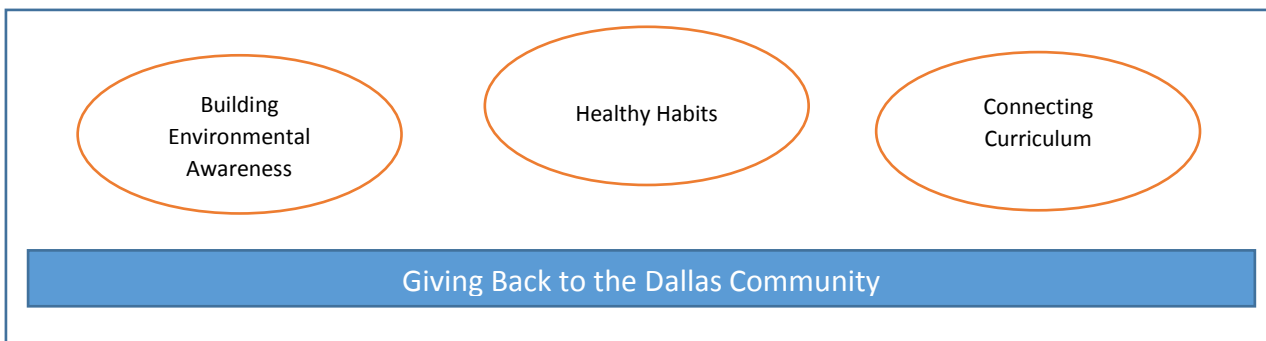 Building
Environmental
Awareness
Healthy Habits
Connecting
Curriculum
Giving Back to the Dallas Community